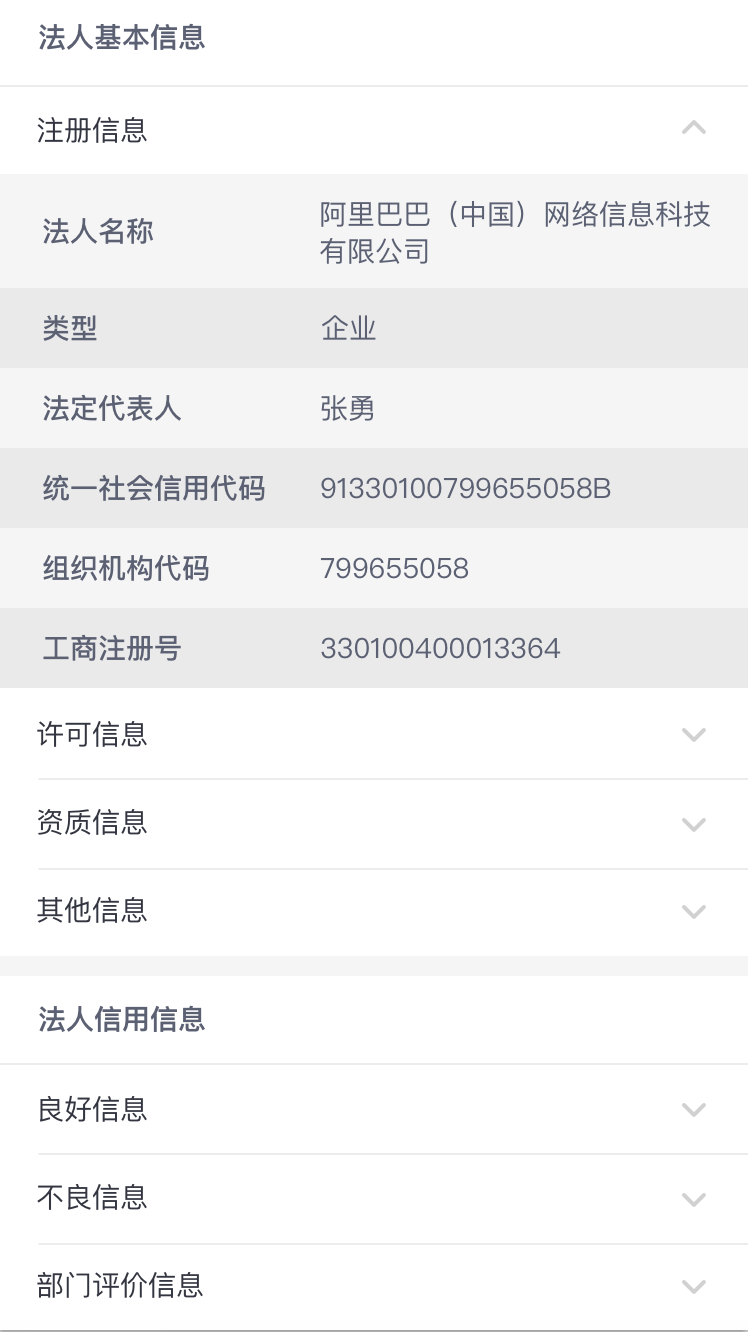 法人基本信息
注册信息
法人名称
阿里巴巴（中国）网络信息科技
有限公司
类型
企业
法定代表人
张勇
统一社会信用代码
91330100799655058B
组织机构代码
799655058
工商注册号
330100400013364
许可信息
资质信息
其他信息
法人信用信息
良好信息
不良信息
部门评价信息